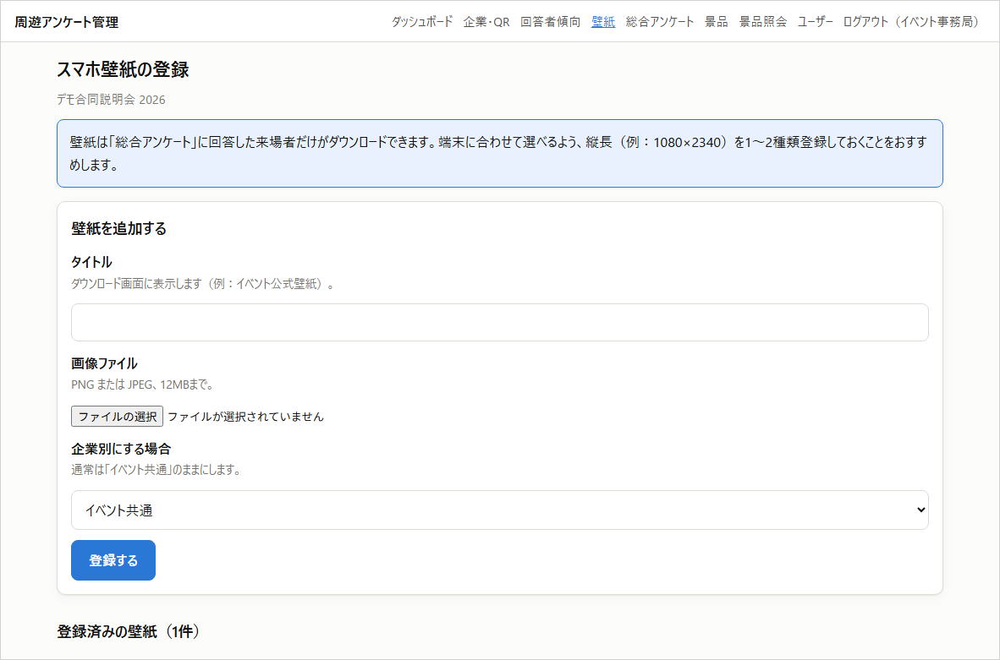 周遊アンケート管理
ダッシュボード 企業・QR 回答者傾向 壁紙 総合アンケート 景品 景品照会 ユーザー ログアウト（イベント事務局）
スマホ壁紙の登録
デモ合同説明会 2026
壁紙は「総合アンケート」に回答した来場者だけがダウンロードできます。端末に合わせて選べるよう、縦長（例：1080×2340）を1～2種類登録しておくことをおすす
めします。
壁紙を追加する
タイトル
ダウンロード画面に表示します（例：イベント公式壁紙）。
画像ファイル
PNG または JPEG、12MBまで。
ファイルの選択 ファイルが選択されていません
企業別にする場合
通常は「イベント共通」のままにします。
イベント共通
登録する
登録済みの壁紙（1件）